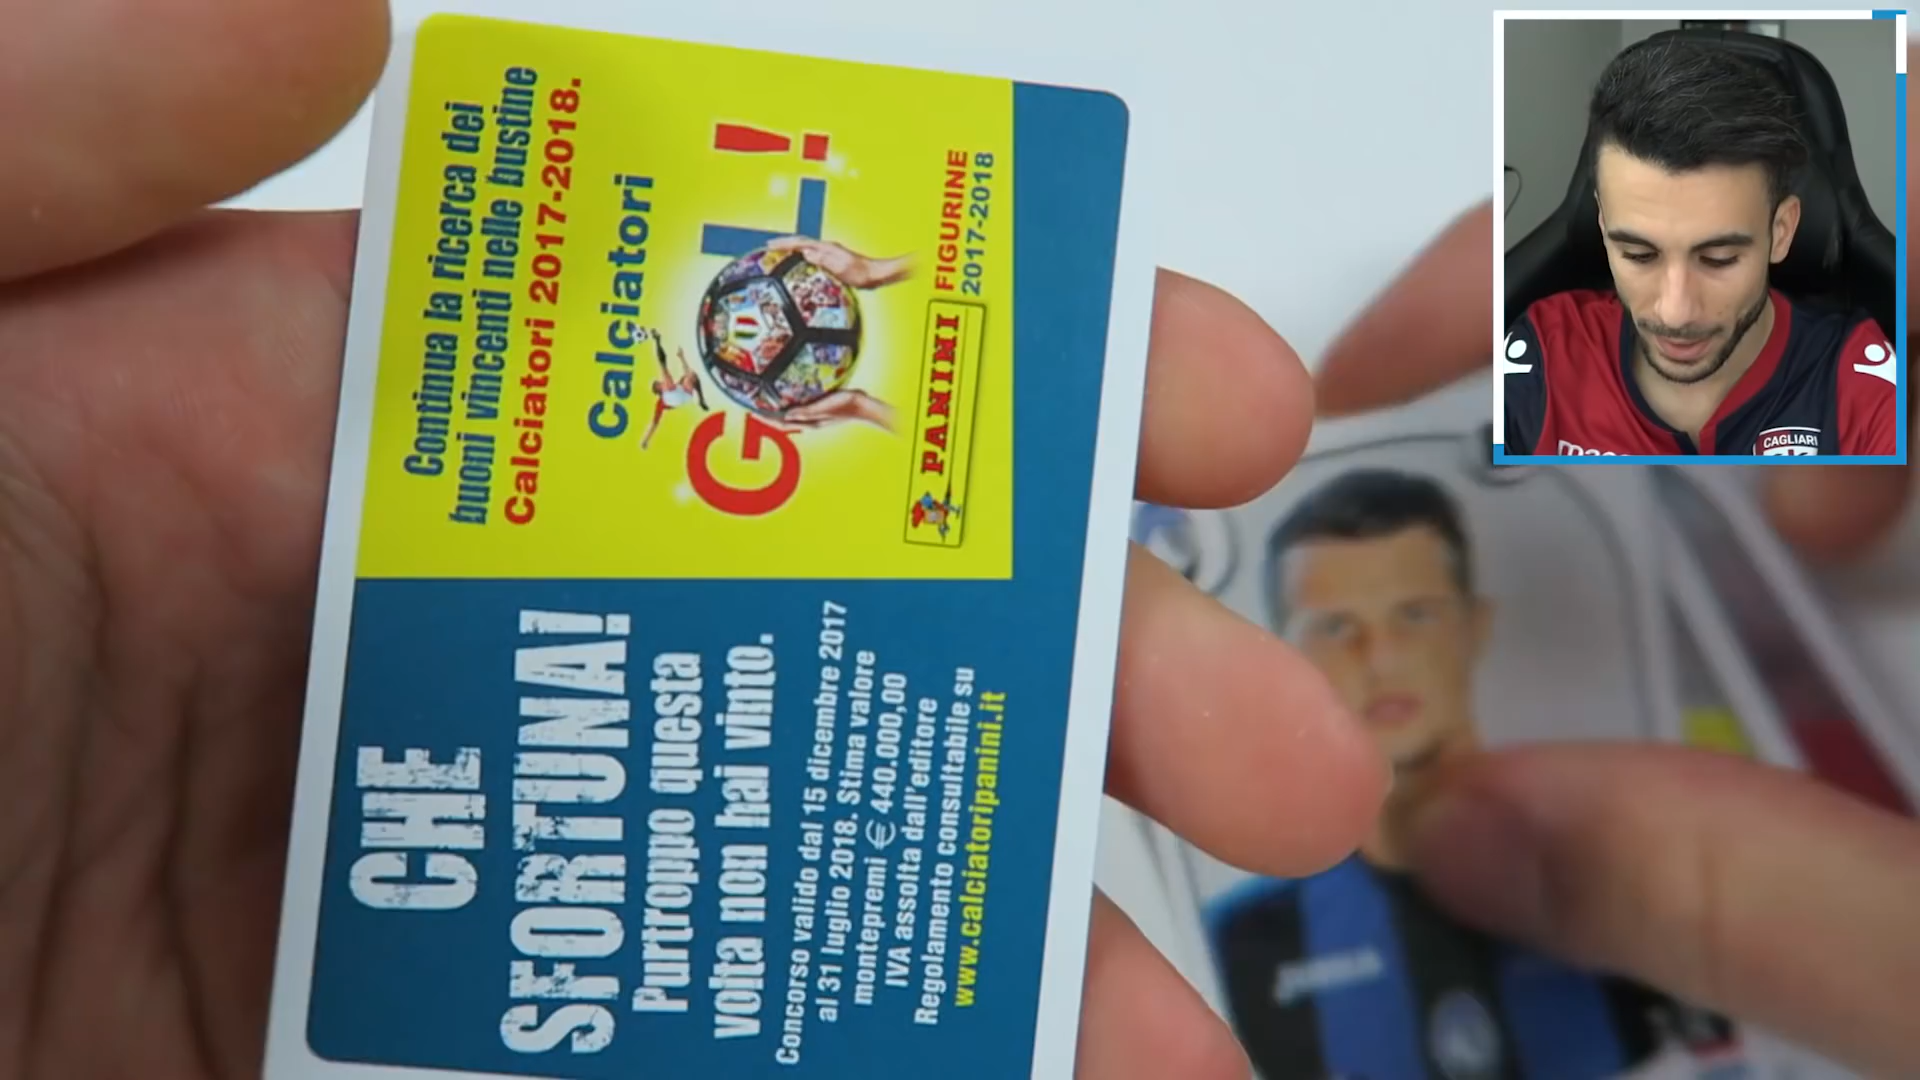 CHE
SFORTUNA!
Purtroppo questa
volta non hai vinto.
Concorso valido dal 15 dicembre 2017
al 31 luglio 2018. Stima valore
montepremi € 440.000,00
IVA assolta dall'editore
Regolamento consultabile su
www.calciatoripanini.it
Continua la ricerca dei
buoni vincenti nelle bustine
Calciatori 2017-2018.
Calciatori
G L!
PANINI FIGURINE
2017-2018
CAGLIARI